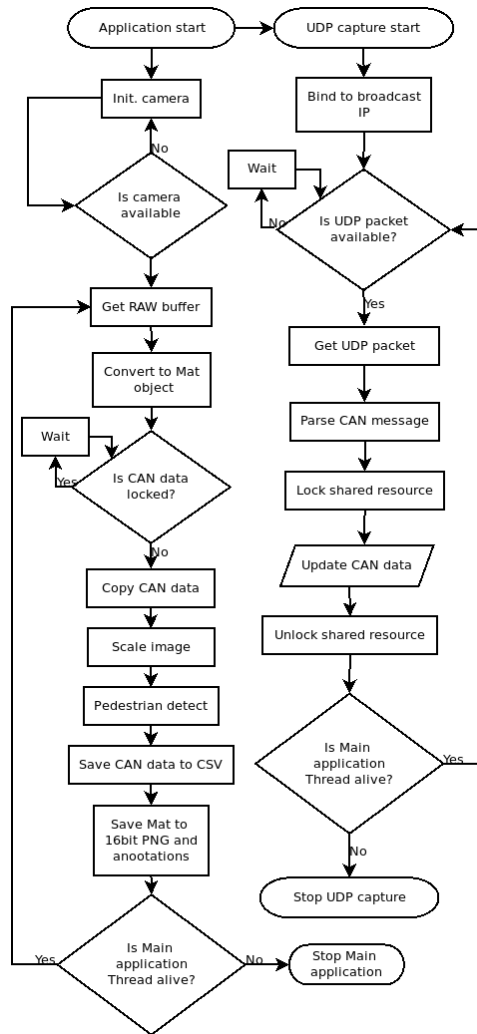 Application start
UDP capture start
Init. camera
Bind to broadcast
IP
No
Is camera
available
Wait
No
Is UDP packet
available?
Yes
Get RAW buffer
Get UDP packet
Convert to Mat
object
Parse CAN message
Wait
Yes
Is CAN data
locked?
Lock shared resource
No
Update CAN data
Copy CAN data
Unlock shared resource
Scale image
Pedestrian detect
Is Main
application
Thread alive?
Yes
Save CAN data to CSV
Save Mat to
16bit PNG and
anootations
No
Stop UDP capture
Is Main
application
Thread alive?
Yes
No
Stop Main
application